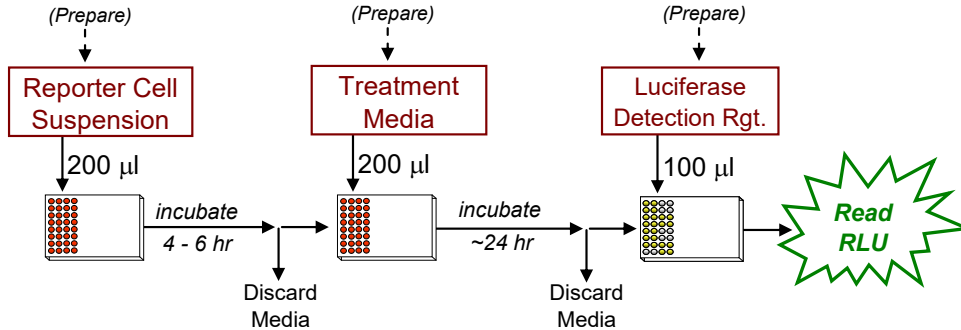 (Prepare)
(Prepare)
(Prepare)
Reporter Cell
Suspension
Treatment
Media
Luciferase
Detection Rgt.
200 µl
200 µl
100 µl
incubate
4 - 6 hr
incubate
~24 hr
Read
RLU
Discard
Media
Discard
Media